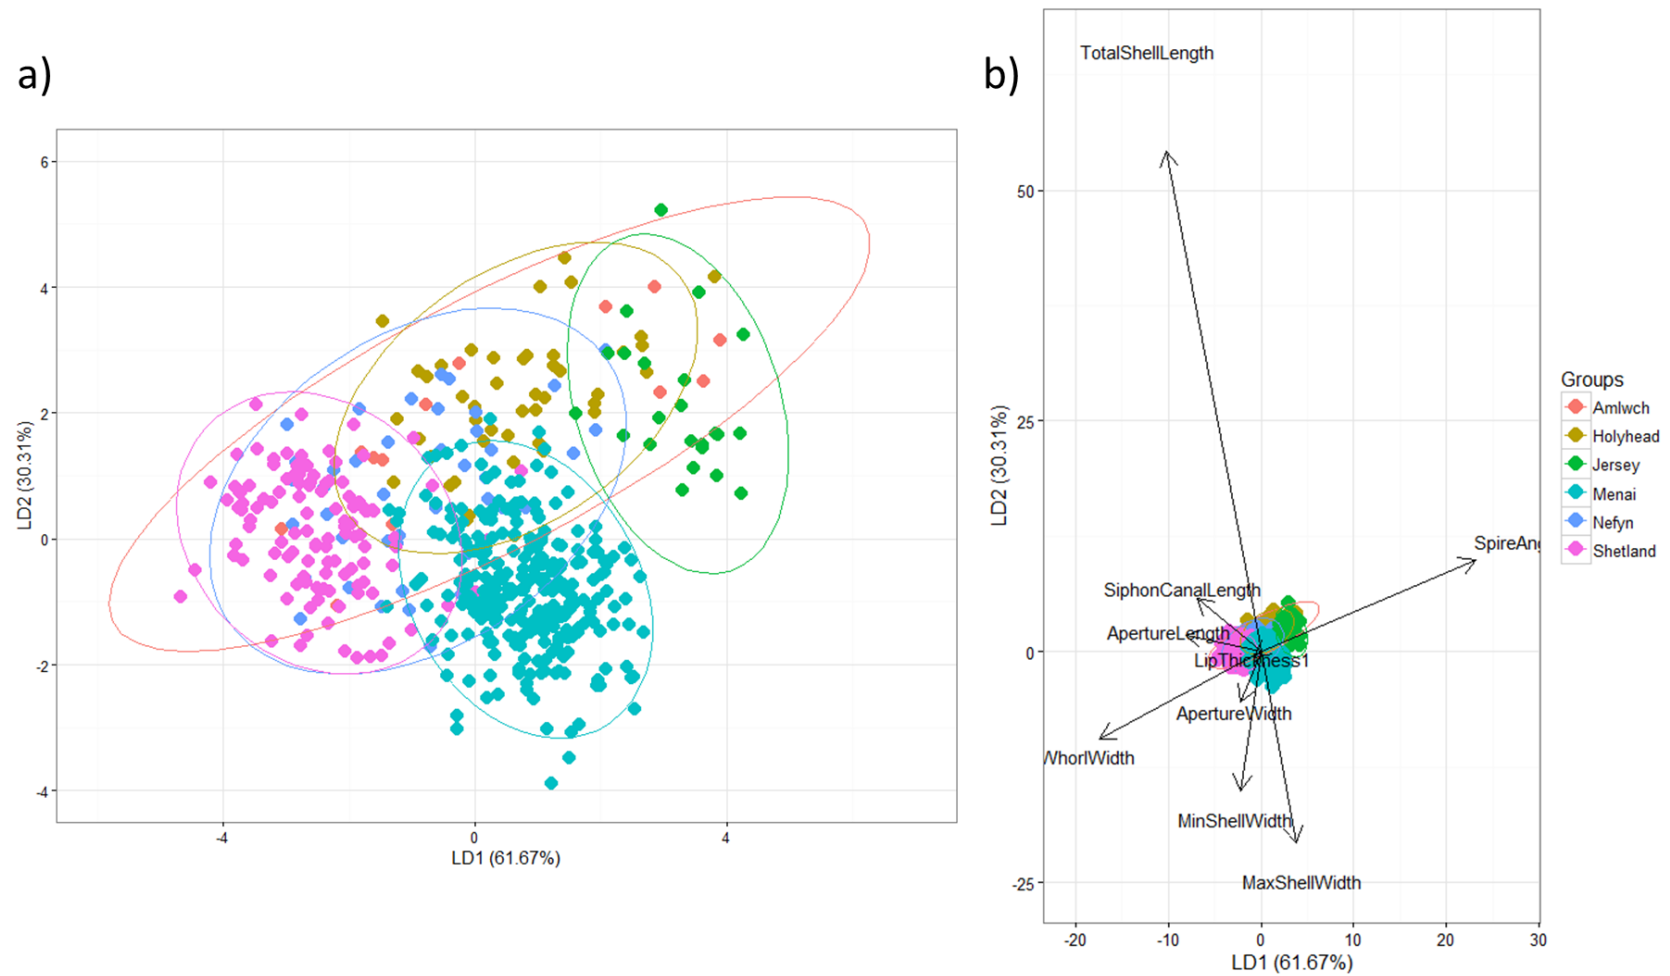 a)
6
4
2
0
-2
-4
-4
0
4
LD2 (30.31%)
LD1 (61.67%)
b)
TotalShellLength
SpireAng
SiphonCanalLength
ApertureLength
LipThickness1
ApertureWidth
WhorlWidth
MinShellWidth
MaxShellWidth
50
25
0
-25
-20
-10
0
10
20
30
LD2 (30.31%)
LD1 (61.67%)
Groups
Amlwch
Holyhead
Jersey
Menai
Nefyn
Shetland